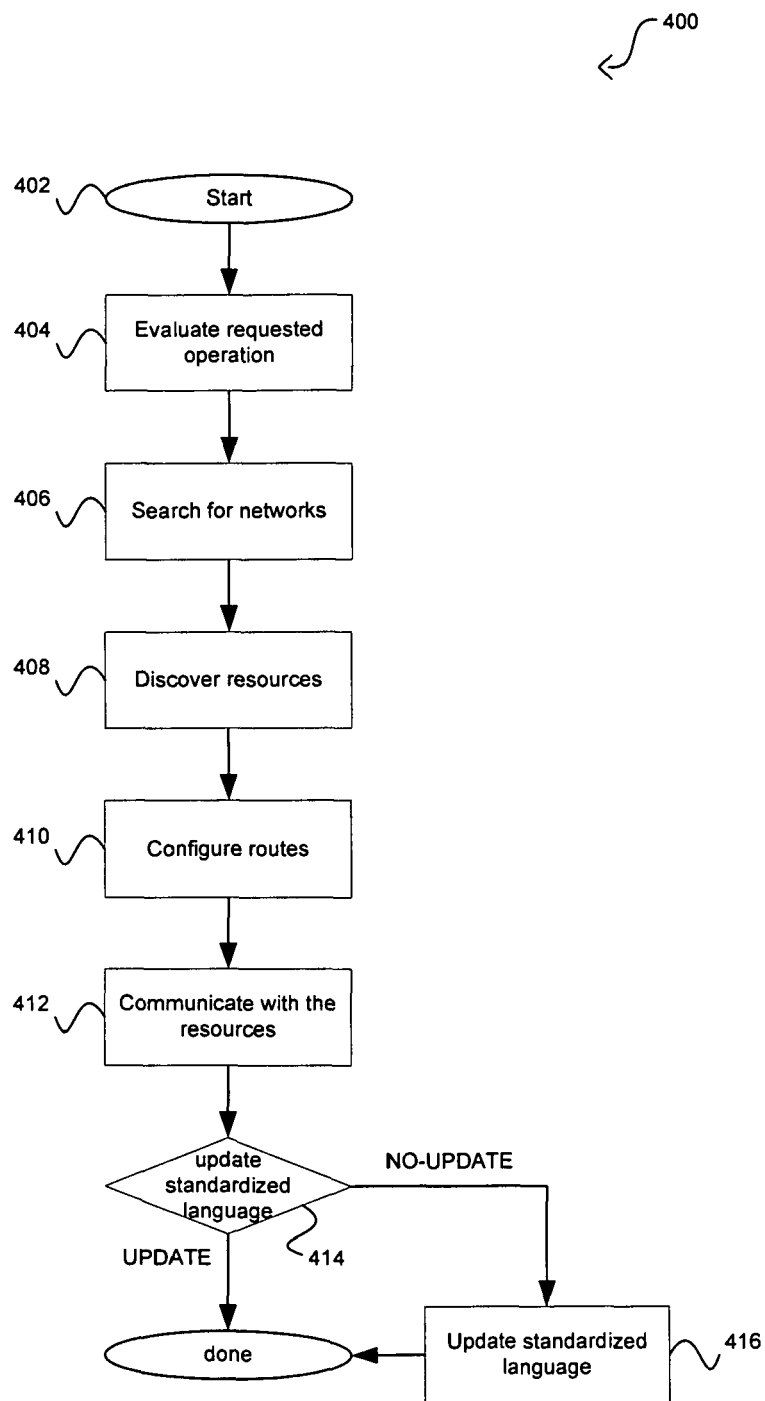 400
402
Start
404
Evaluate requested
operation
406
Search for networks
408
Discover resources
410
Configure routes
412
Communicate with the
resources
update
standardized
language
NO-UPDATE
UPDATE
414
done
Update standardized
language
416